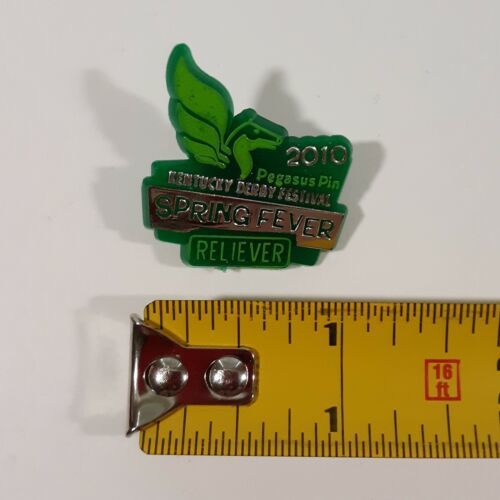 2010
Pegasus Pin
KENTUCKY DERBY FESTIVAL
SPRING FEVER
RELIEVER
1
16
ft
1